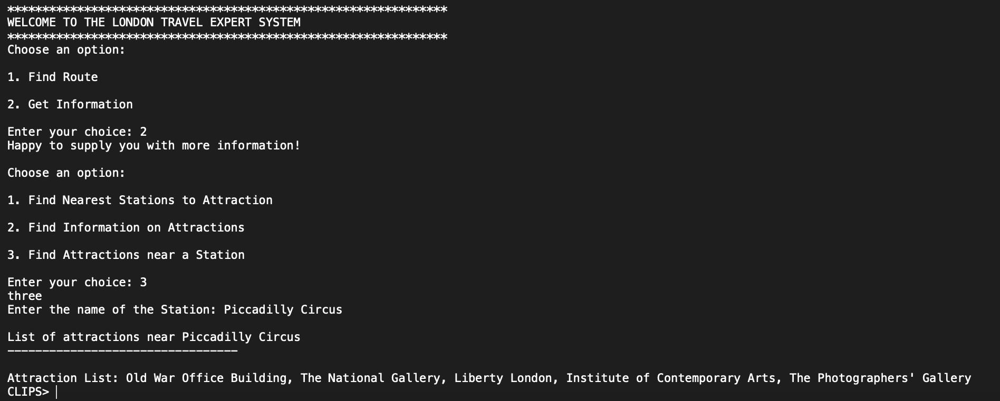 ***************************************************************
WELCOME TO THE LONDON TRAVEL EXPERT SYSTEM
***************************************************************
Choose an option:
1. Find Route
2. Get Information
Enter your choice: 2
Happy to supply you with more information!
Choose an option:
1. Find Nearest Stations to Attraction
2. Find Information on Attractions
3. Find Attractions near a Station
Enter your choice: 3
three
Enter the name of the Station: Piccadilly Circus
List of attractions near Piccadilly Circus
---------------------------------
Attraction List: Old War Office Building, The National Gallery, Liberty London, Institute of Contemporary Arts, The Photographers' Gallery
CLIPS>